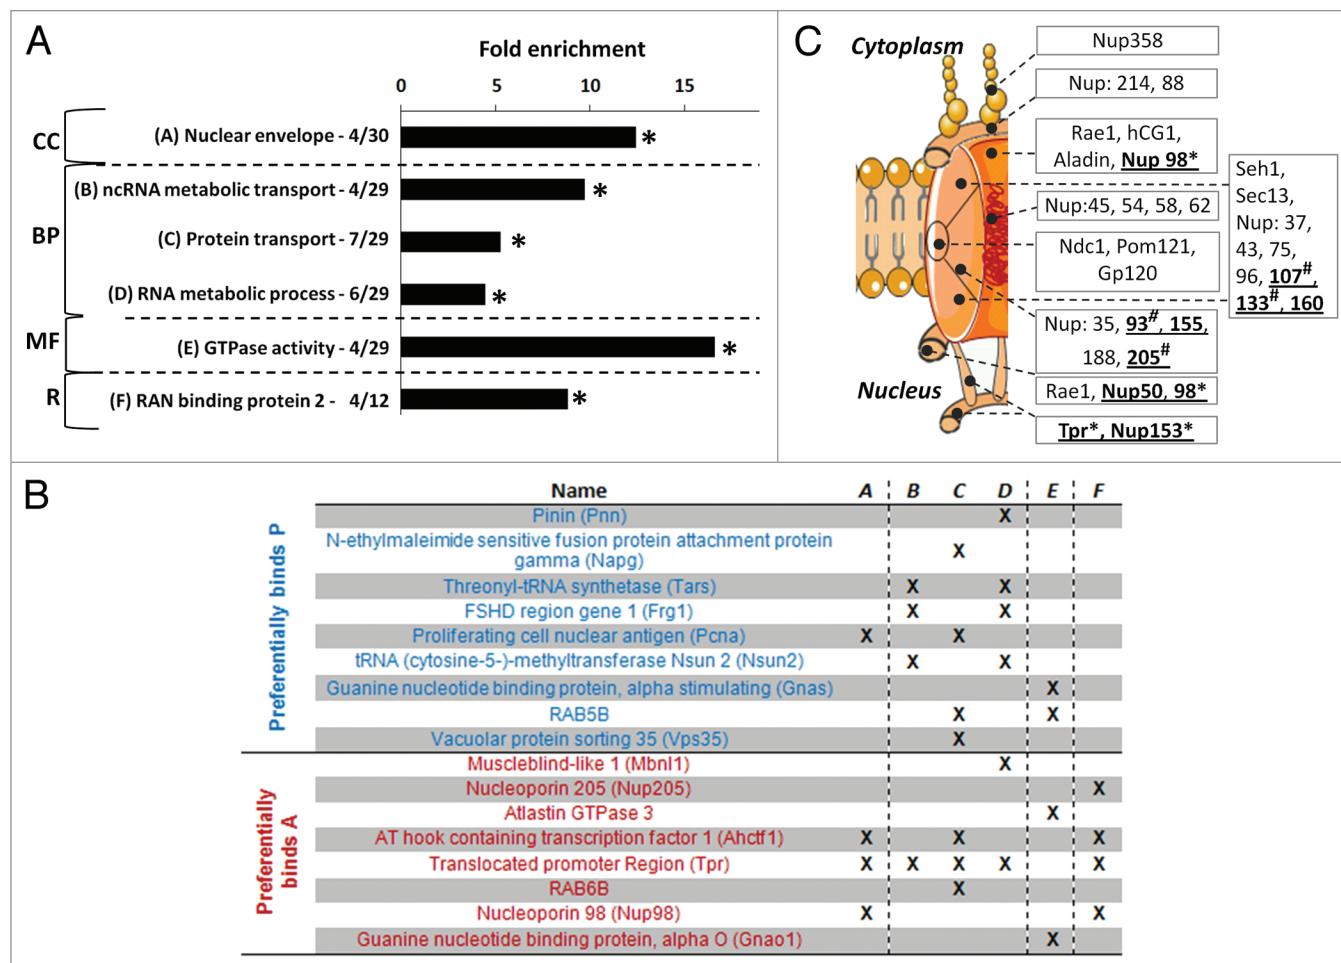 A
Fold enrichment
0 5 10 15
CC
(A) Nuclear envelope - 4/30 *
BP
(B) ncRNA metabolic transport - 4/29 *
(C) Protein transport - 7/29 *
(D) RNA metabolic process - 6/29 *
MF
(E) GTPase activity - 4/29 *
R
(F) RAN binding protein 2 - 4/12 *
C
Cytoplasm
Nup358
Nup: 214, 88
Rae1, hCG1,
Aladin, Nup 98*
Nup:45, 54, 58, 62
Ndc1, Pom121,
Gp120
Seh1,
Sec13,
Nup: 37,
43, 75,
96, 107#,
133#, 160
Nup: 35, 93#, 155,
188, 205#
Nucleus
Rae1, Nup50, 98*
Tpr*, Nup153*
B
Name A B C D E F
Preferentially binds P
Pinin (Pnn) X
N-ethylmaleimide sensitive fusion protein attachment protein
gamma (Napg) X
Threonyl-tRNA synthetase (Tars) X X
FSHD region gene 1 (Frg1) X X
Proliferating cell nuclear antigen (Pcna) X X
tRNA (cytosine-5-)-methyltransferase Nsun 2 (Nsun2) X X
Guanine nucleotide binding protein, alpha stimulating (Gnas) X
RAB5B X X
Vacuolar protein sorting 35 (Vps35) X
Preferentially
binds A
Muscleblind-like 1 (Mbnl1) X
Nucleoporin 205 (Nup205) X
Atlastin GTPase 3 X
AT hook containing transcription factor 1 (Ahctf1) X X X
Translocated promoter Region (Tpr) X X X X X
RAB6B X
Nucleoporin 98 (Nup98) X X
Guanine nucleotide binding protein, alpha O (Gnao1) X